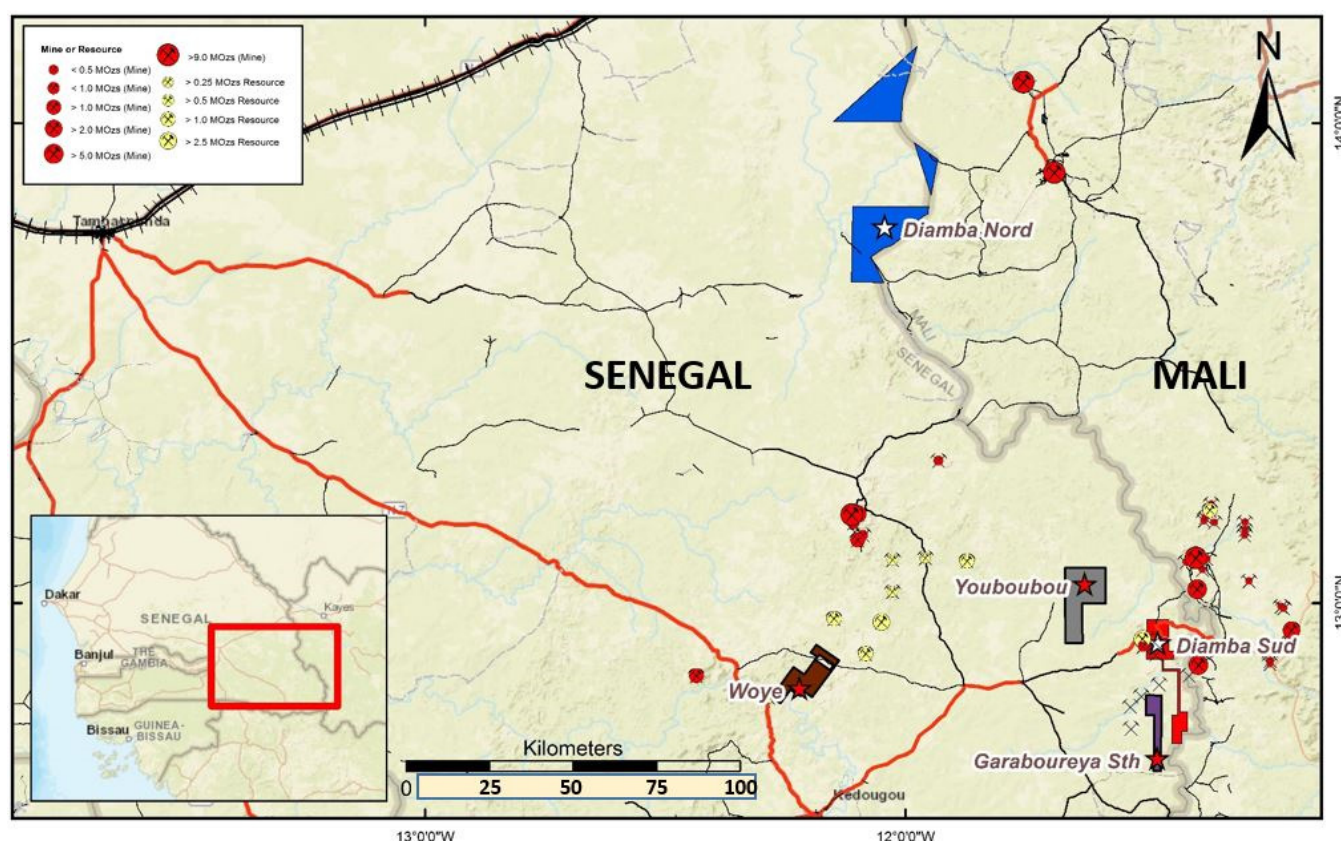 Mine or Resource
< 0.5 MOzs (Mine)
< 1.0 MOzs (Mine)
> 1.0 MOzs (Mine)
> 2.0 MOzs (Mine)
> 5.0 MOzs (Mine)
>9.0 MOzs (Mine)
> 0.25 MOzs Resource
> 0.5 MOzs Resource
> 1.0 MOzs Resource
> 2.5 MOzs Resource
N
14°0'0"N
Diamba Nord
MALI
SENEGAL
SENEGAL
MALI
Youboubou
13°0'0"N
Diamba Sud
Woye
Garaboureya Sth
Kedougou
Kilometers
0 25 50 75 100
Dakar
SENEGAL
Kayes
Banjul
THE
GAMBIA
Bissau
GUINEA-
BISSAU
13°0'0"W
12°0'0"W